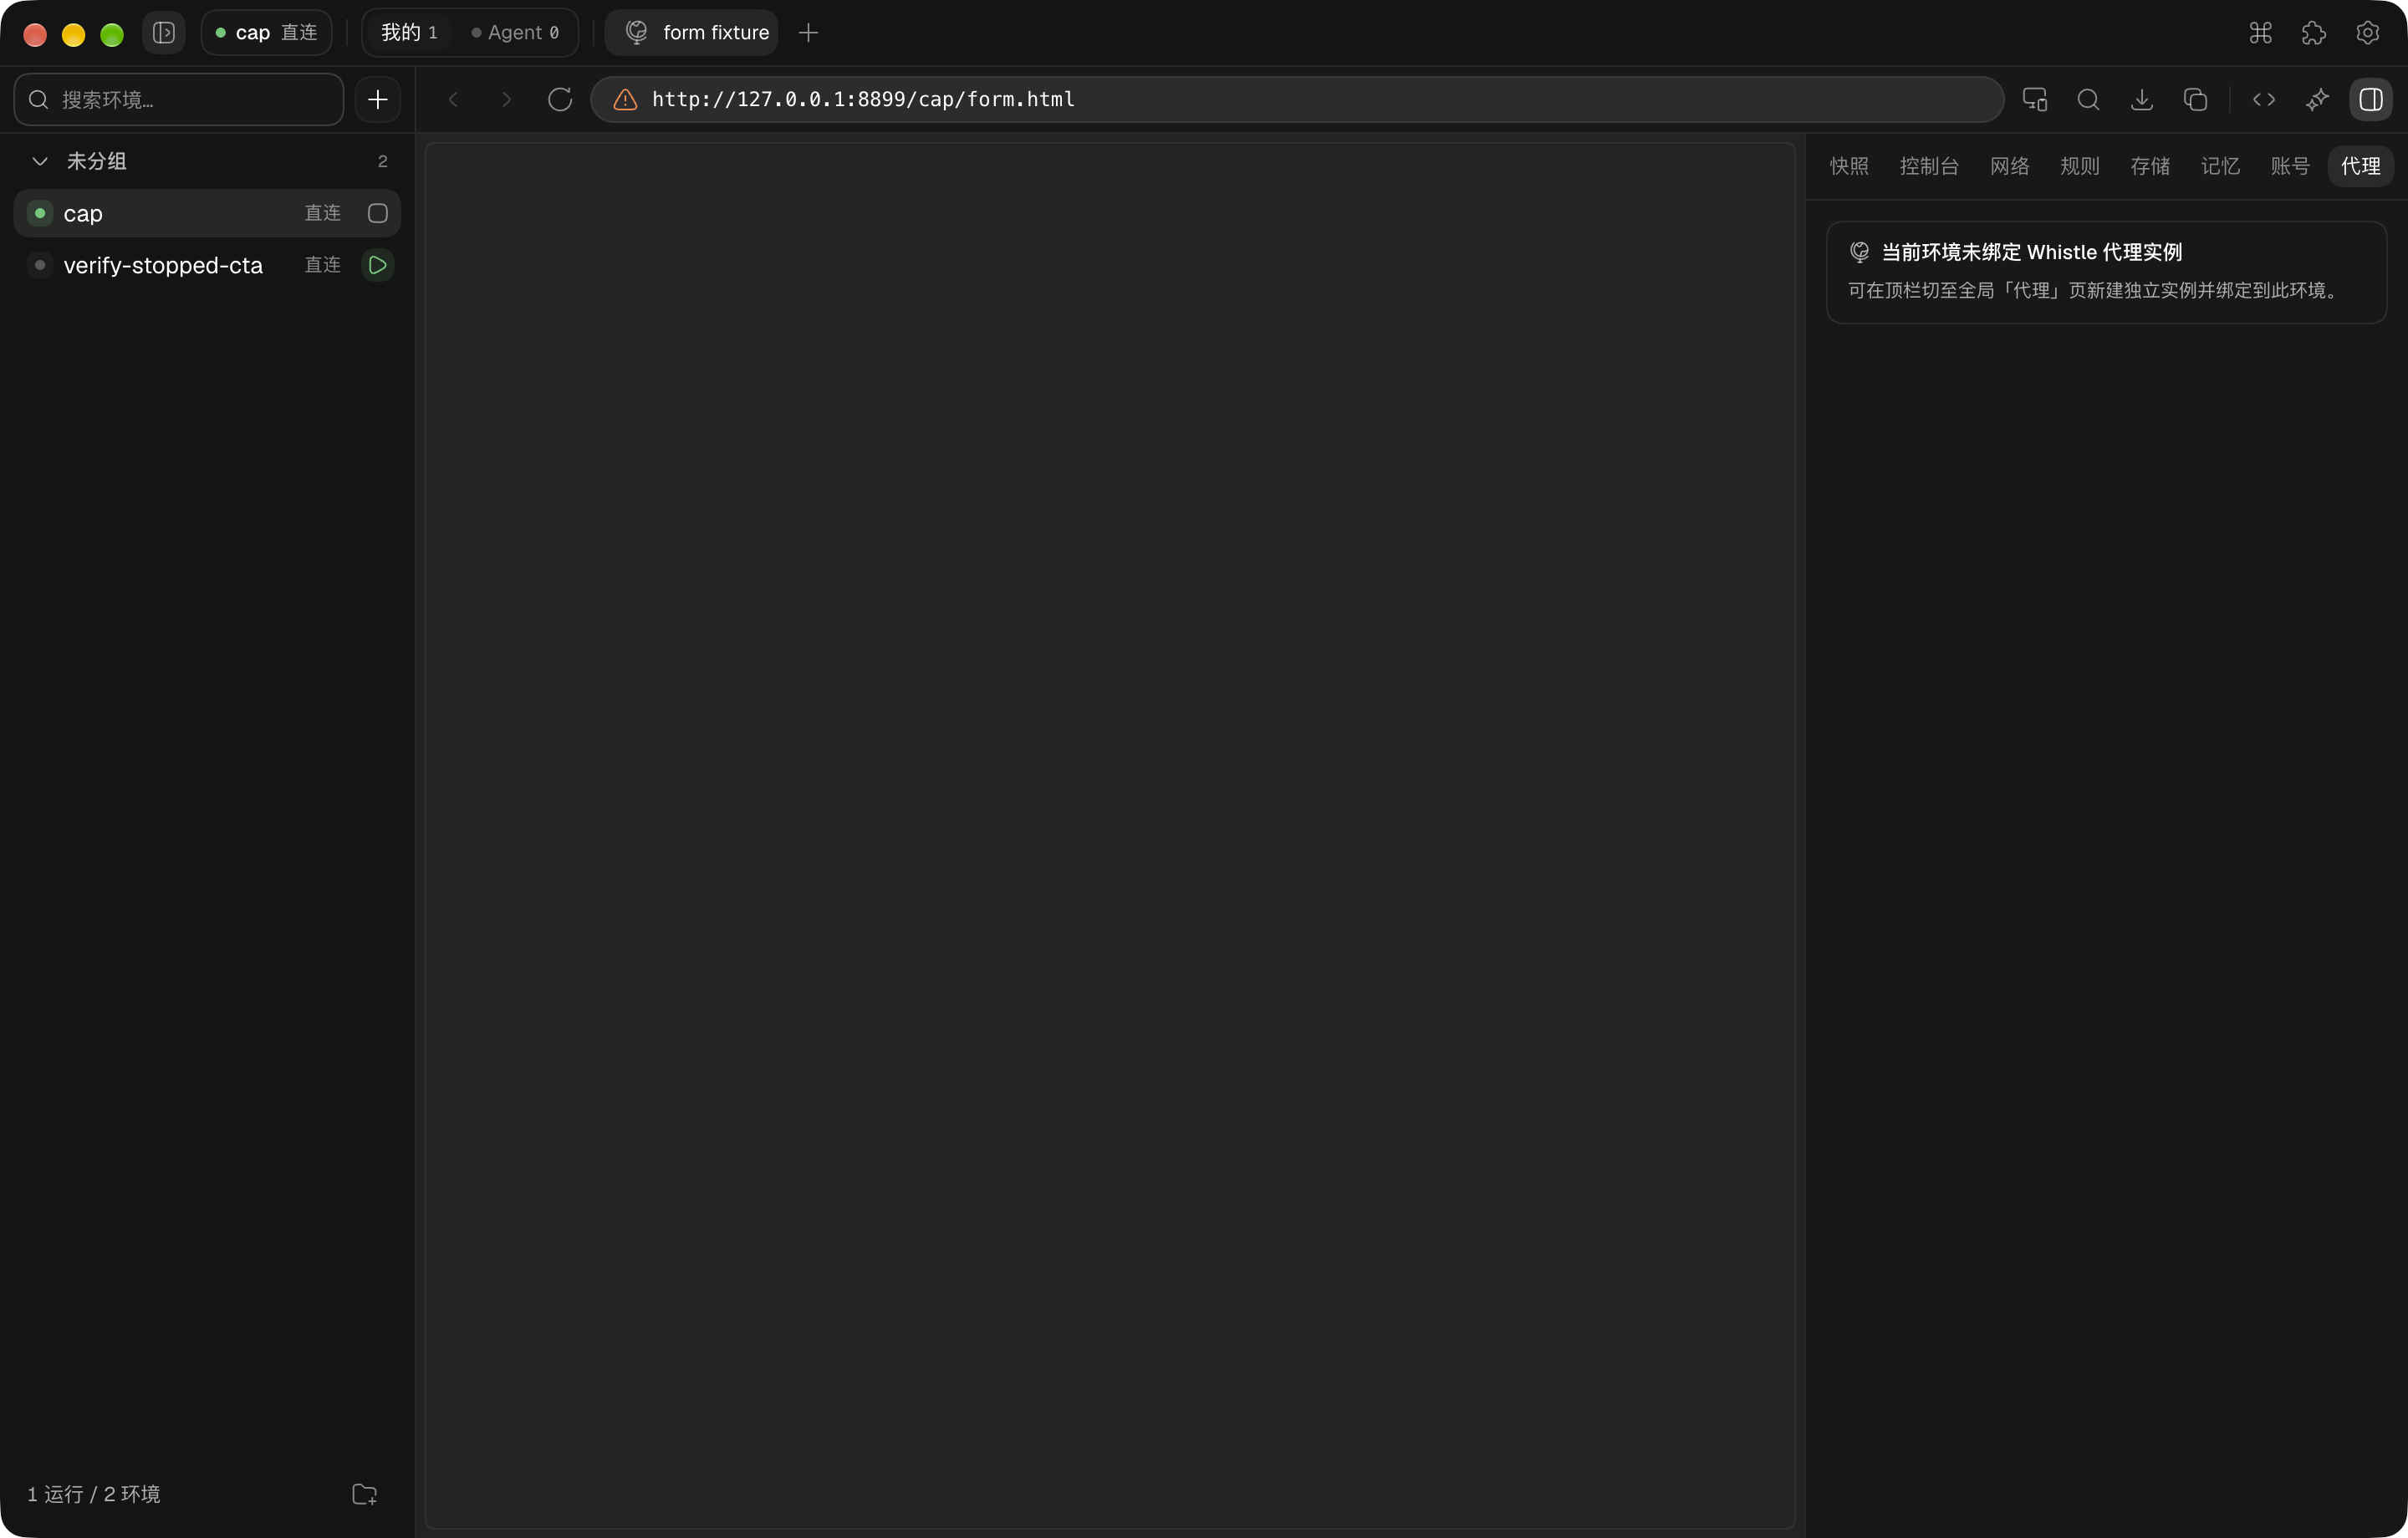 cap 直连 我的 1 Agent 0 form fixture
搜索环境...
http://127.0.0.1:8899/cap/form.html
未分组 2
cap 直连
verify-stopped-cta 直连
快照 控制台 网络 规则 存储 记忆 账号 代理
当前环境未绑定 Whistle 代理实例
可在顶栏切至全局「代理」页新建独立实例并绑定到此环境。
1 运行 / 2 环境